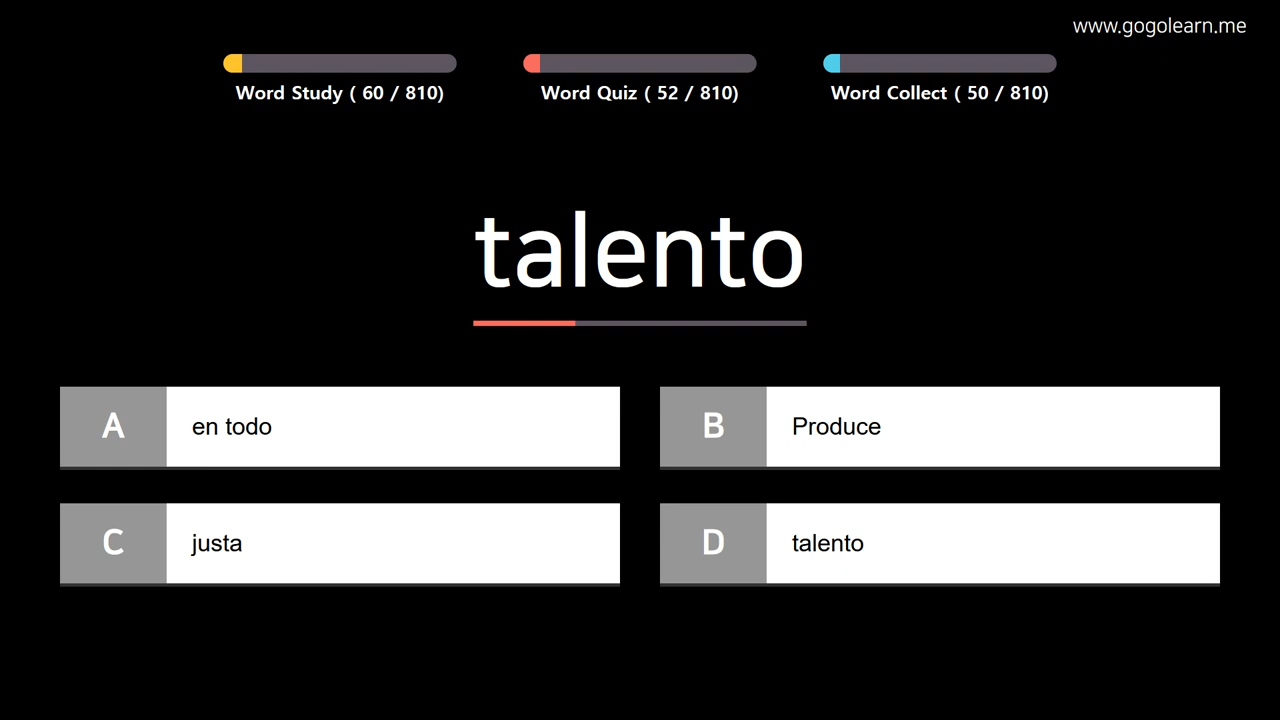 www.gogolearn.me
Word Study ( 60 / 810)
Word Quiz ( 52 / 810)
Word Collect ( 50 / 810)
talento
A en todo
B Produce
C justa
D talento